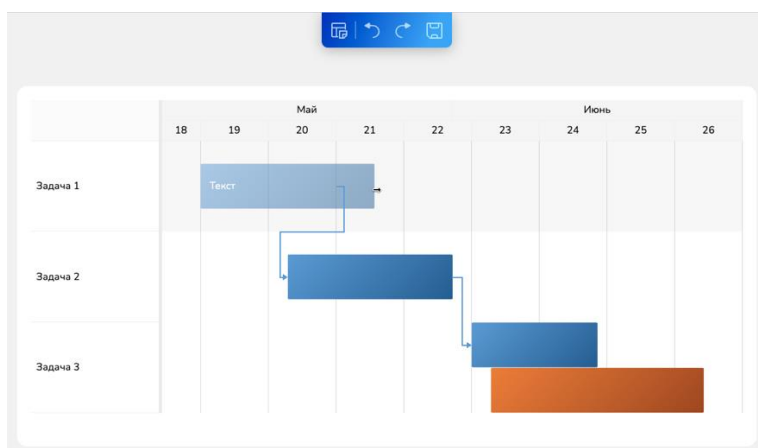 Май Июнь
18 19 20 21 22 23 24 25 26
Задача 1
Текст
Задача 2
Задача 3